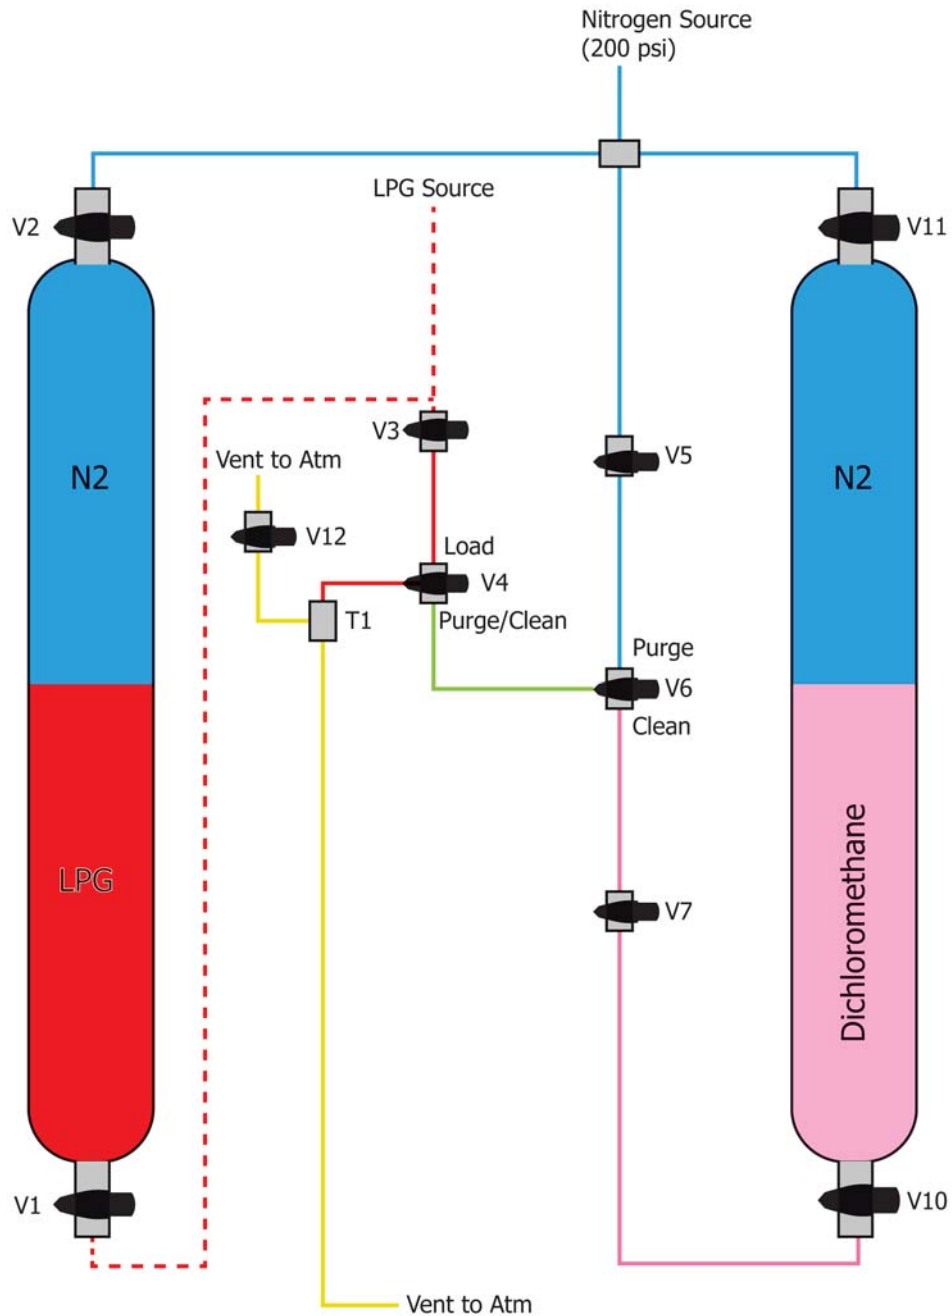 Nitrogen Source
(200 psi)
LPG Source
V2
V11
V3
Vent to Atm
V5
N2
N2
V12
Load
V4
T1
Purge/Clean
Purge
V6
Clean
LPG
Dichloromethane
V7
V1
V10
Vent to Atm